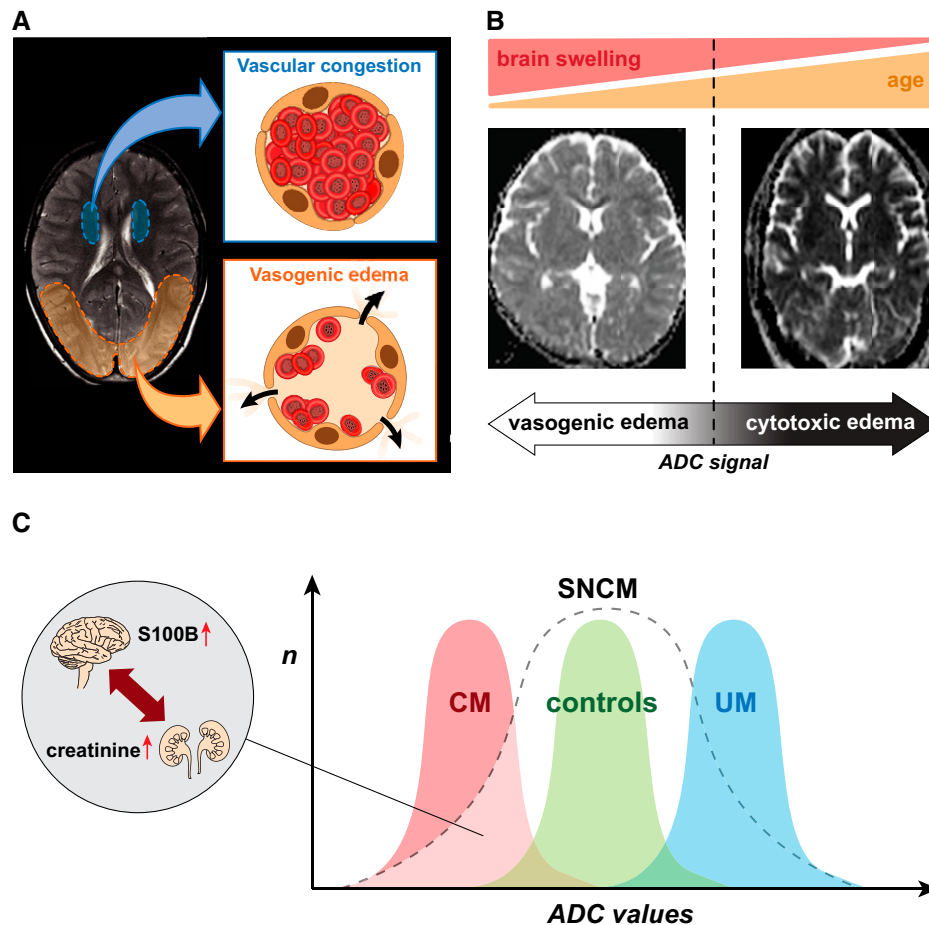 A
Vascular congestion
Vasogenic edema
B
brain swelling
age
vasogenic edema
cytotoxic edema
ADC signal
C
S100B
creatinine
n
SNCM
CM
controls
UM
ADC values